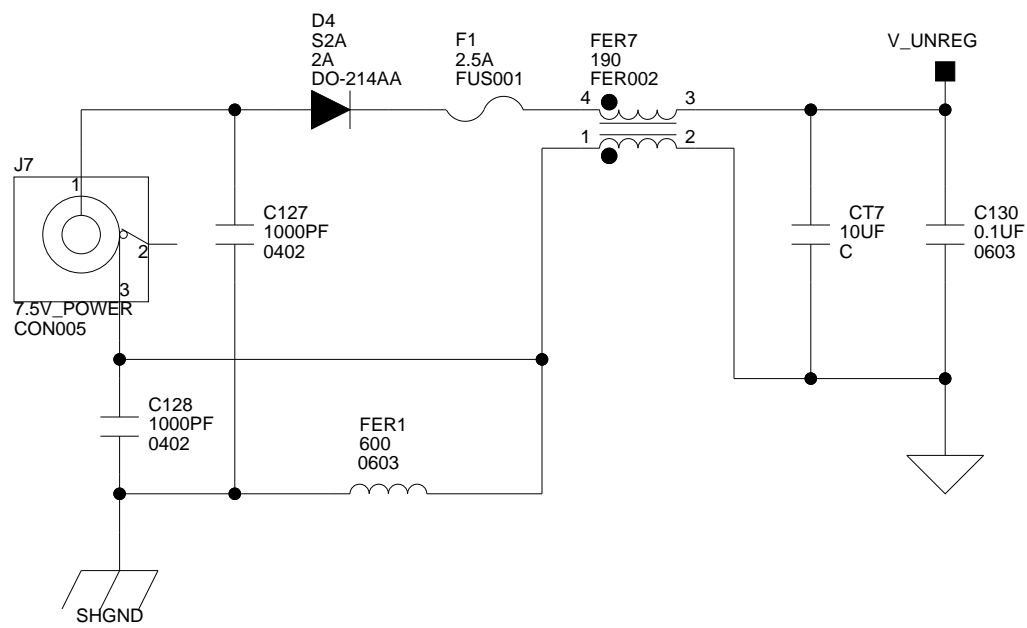 D4
S2A
2A
DO-214AA
F1
2.5A
FUS001
FER7
190
FER002
V_UNREG
4
3
1
2
J7
1
2
3
7.5V_POWER
CON005
C127
1000PF
0402
CT7
10UF
C
C130
0.1UF
0603
C128
1000PF
0402
FER1
600
0603
SHGND